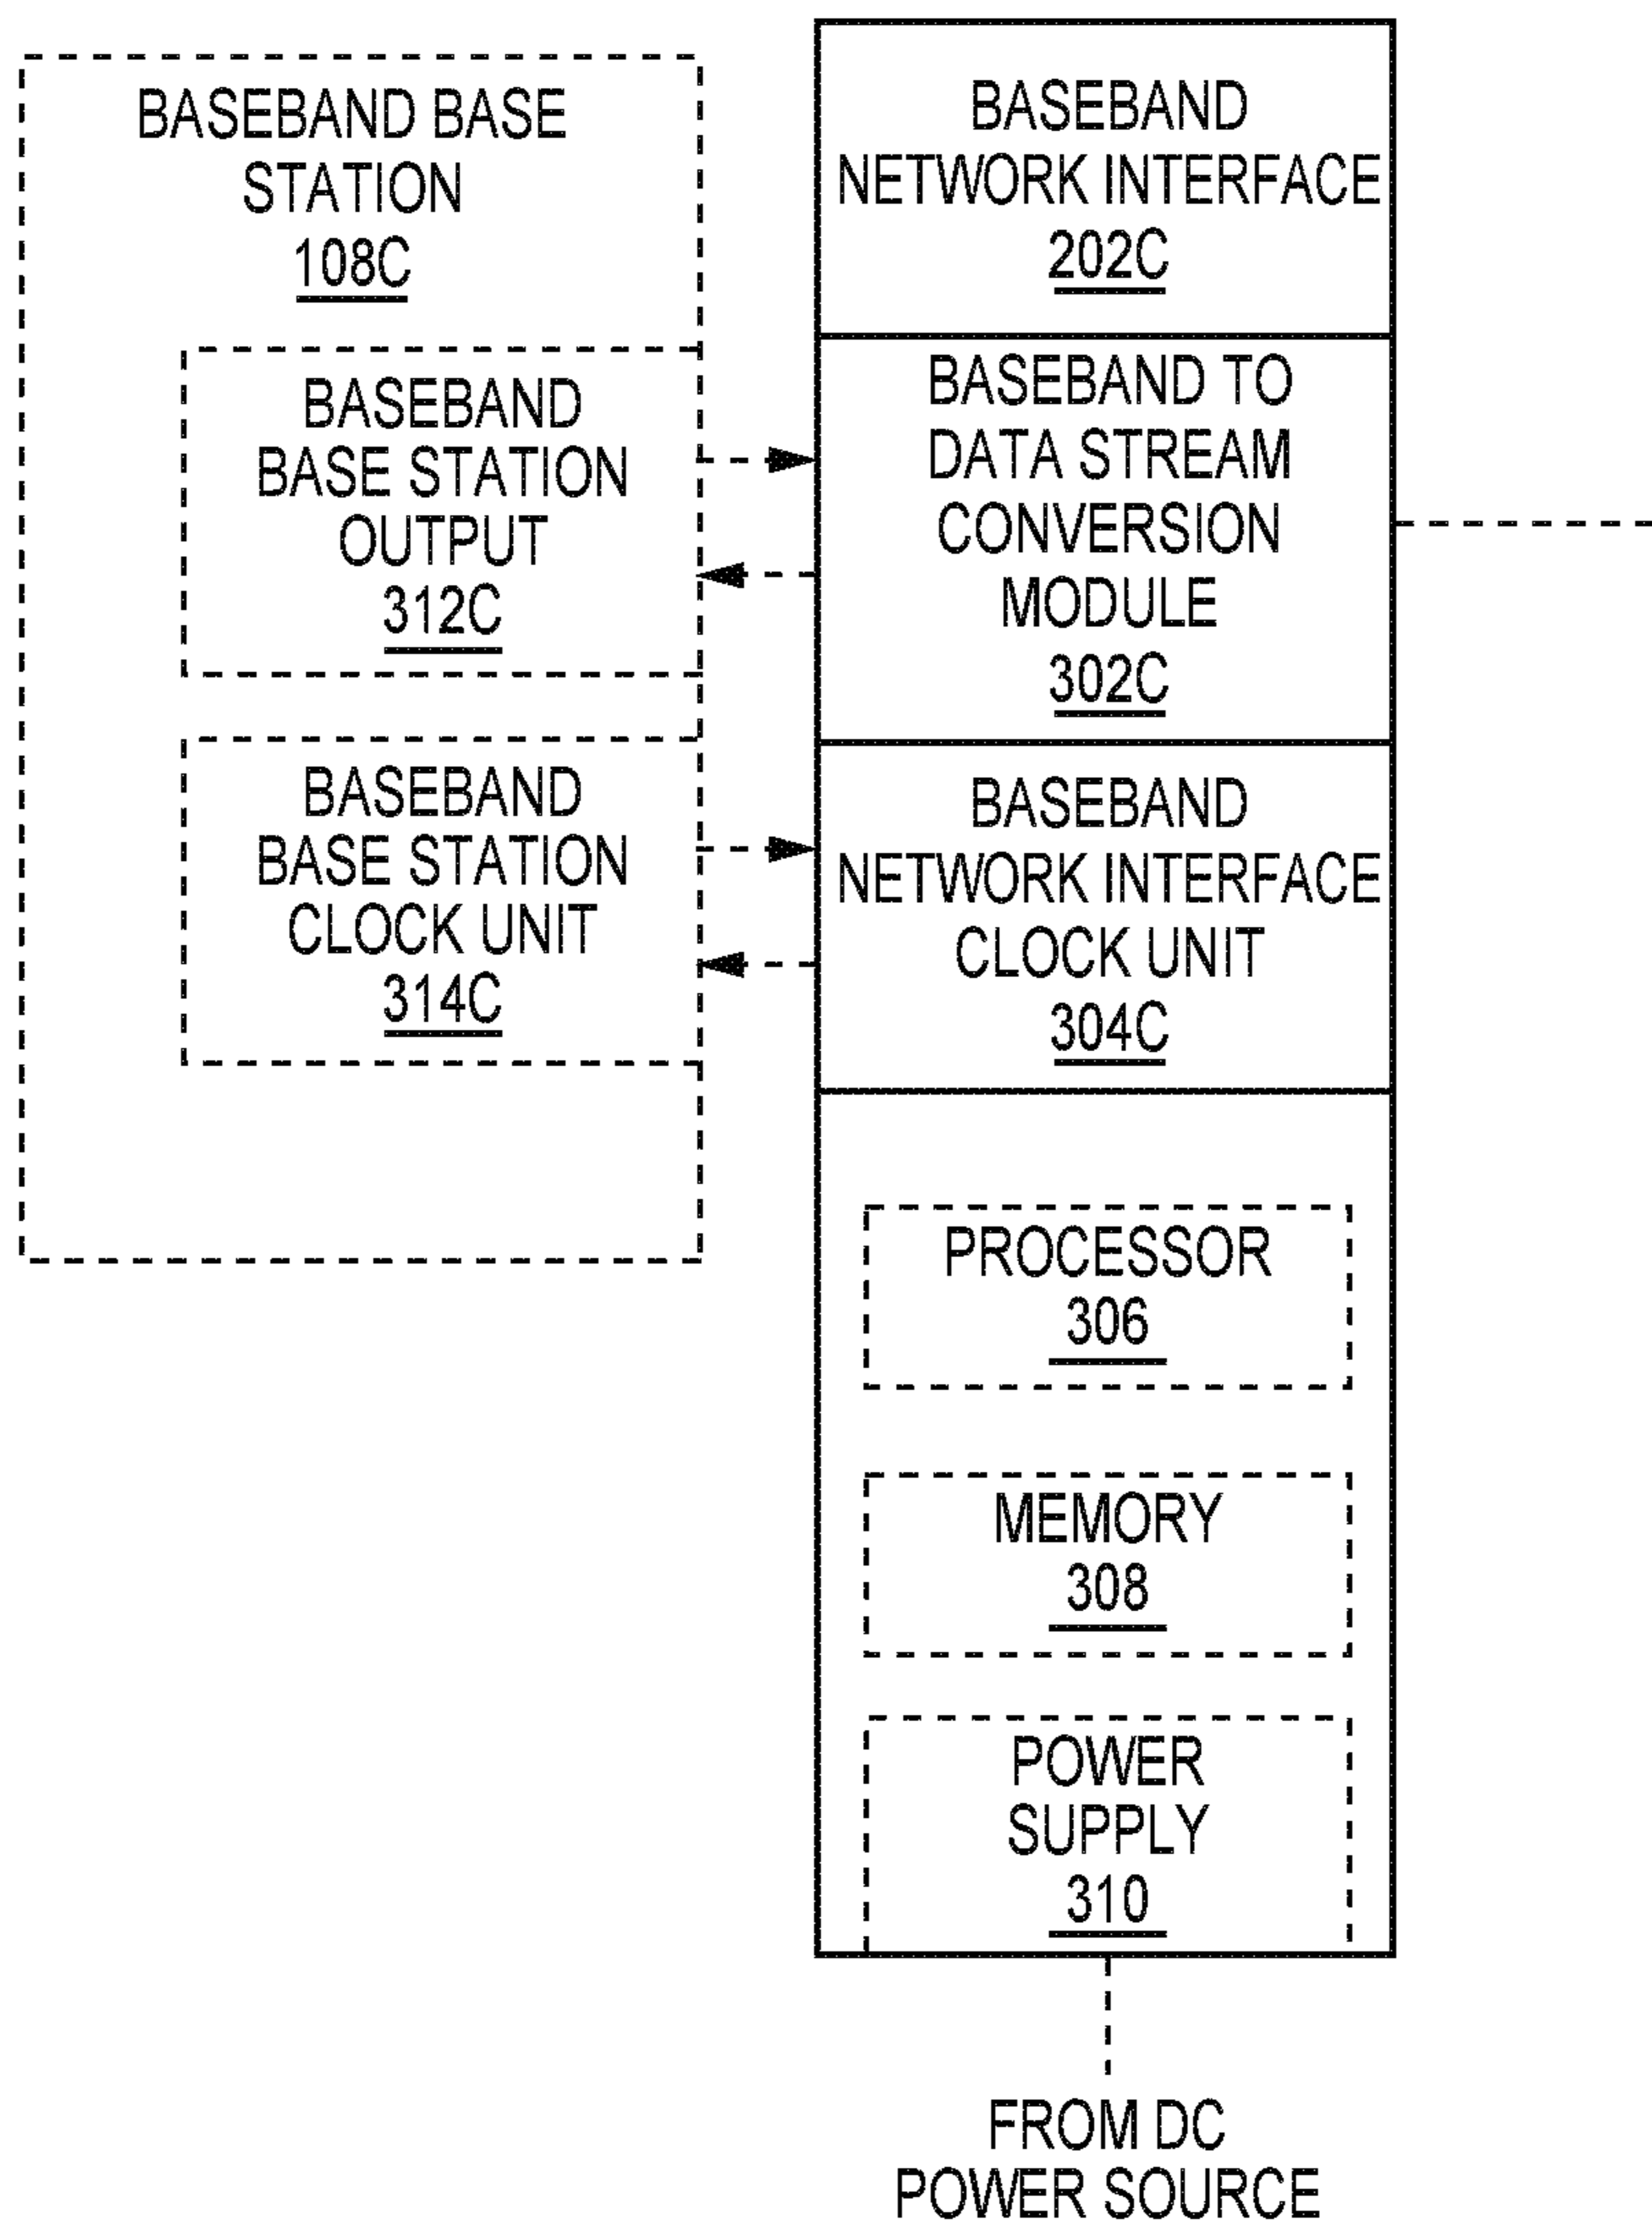 BASEBAND BASE
STATION
108C
BASEBAND
BASE STATION
OUTPUT
312C
BASEBAND
BASE STATION
CLOCK UNIT
314C
BASEBAND
NETWORK INTERFACE
202C
BASEBAND TO
DATA STREAM
CONVERSION
MODULE
302C
BASEBAND
NETWORK INTERFACE
CLOCK UNIT
304C
PROCESSOR
306
MEMORY
308
POWER
SUPPLY
310
FROM DC
POWER SOURCE